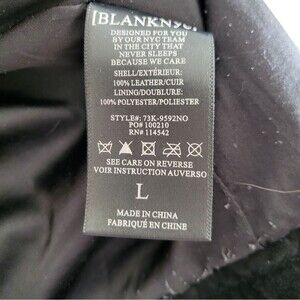 [BLANKNYC]
DESIGNED FOR YOU
BY OUR NYC TEAM
IN THE CITY THAT
NEVER SLEEPS
BECAUSE WE CARE
SHELL/EXTÉRIEUR:
100% LEATHER/CUIR
LINING/DOUBLURE:
100% POLYESTER/POLIESTER
STYLE#: 73K-9592NO
PO# 100210
RN# 114542
SEE CARE ON REVERSE
VOIR INSTRUCTION AUVERSO
L
MADE IN CHINA
FABRIQUÉ EN CHINE